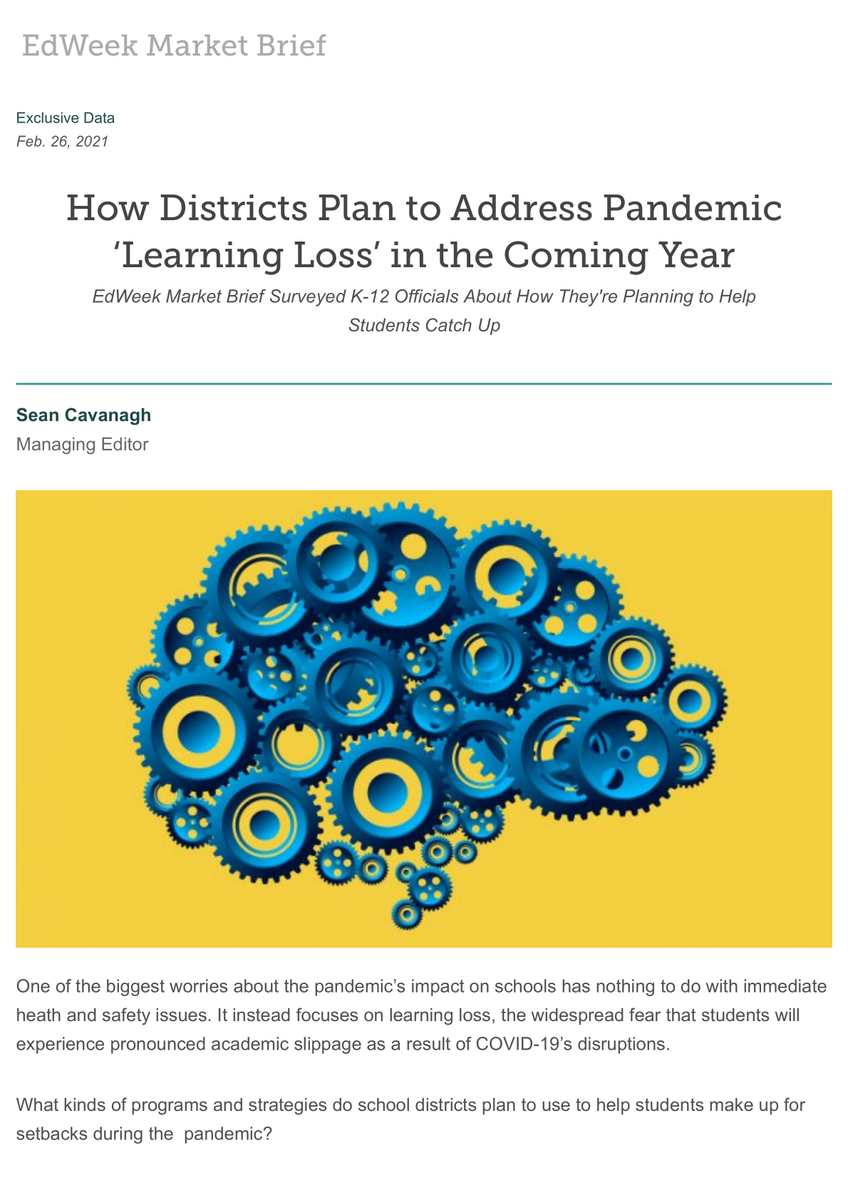 EdWeek Market Brief
Exclusive Data
Feb. 26, 2021
How Districts Plan to Address Pandemic
‘Learning Loss’ in the Coming Year
EdWeek Market Brief Surveyed K-12 Officials About How They're Planning to Help
Students Catch Up
Sean Cavanagh
Managing Editor
One of the biggest worries about the pandemic’s impact on schools has nothing to do with immediate
heath and safety issues. It instead focuses on learning loss, the widespread fear that students will
experience pronounced academic slippage as a result of COVID-19’s disruptions.
What kinds of programs and strategies do school districts plan to use to help students make up for
setbacks during the  pandemic?